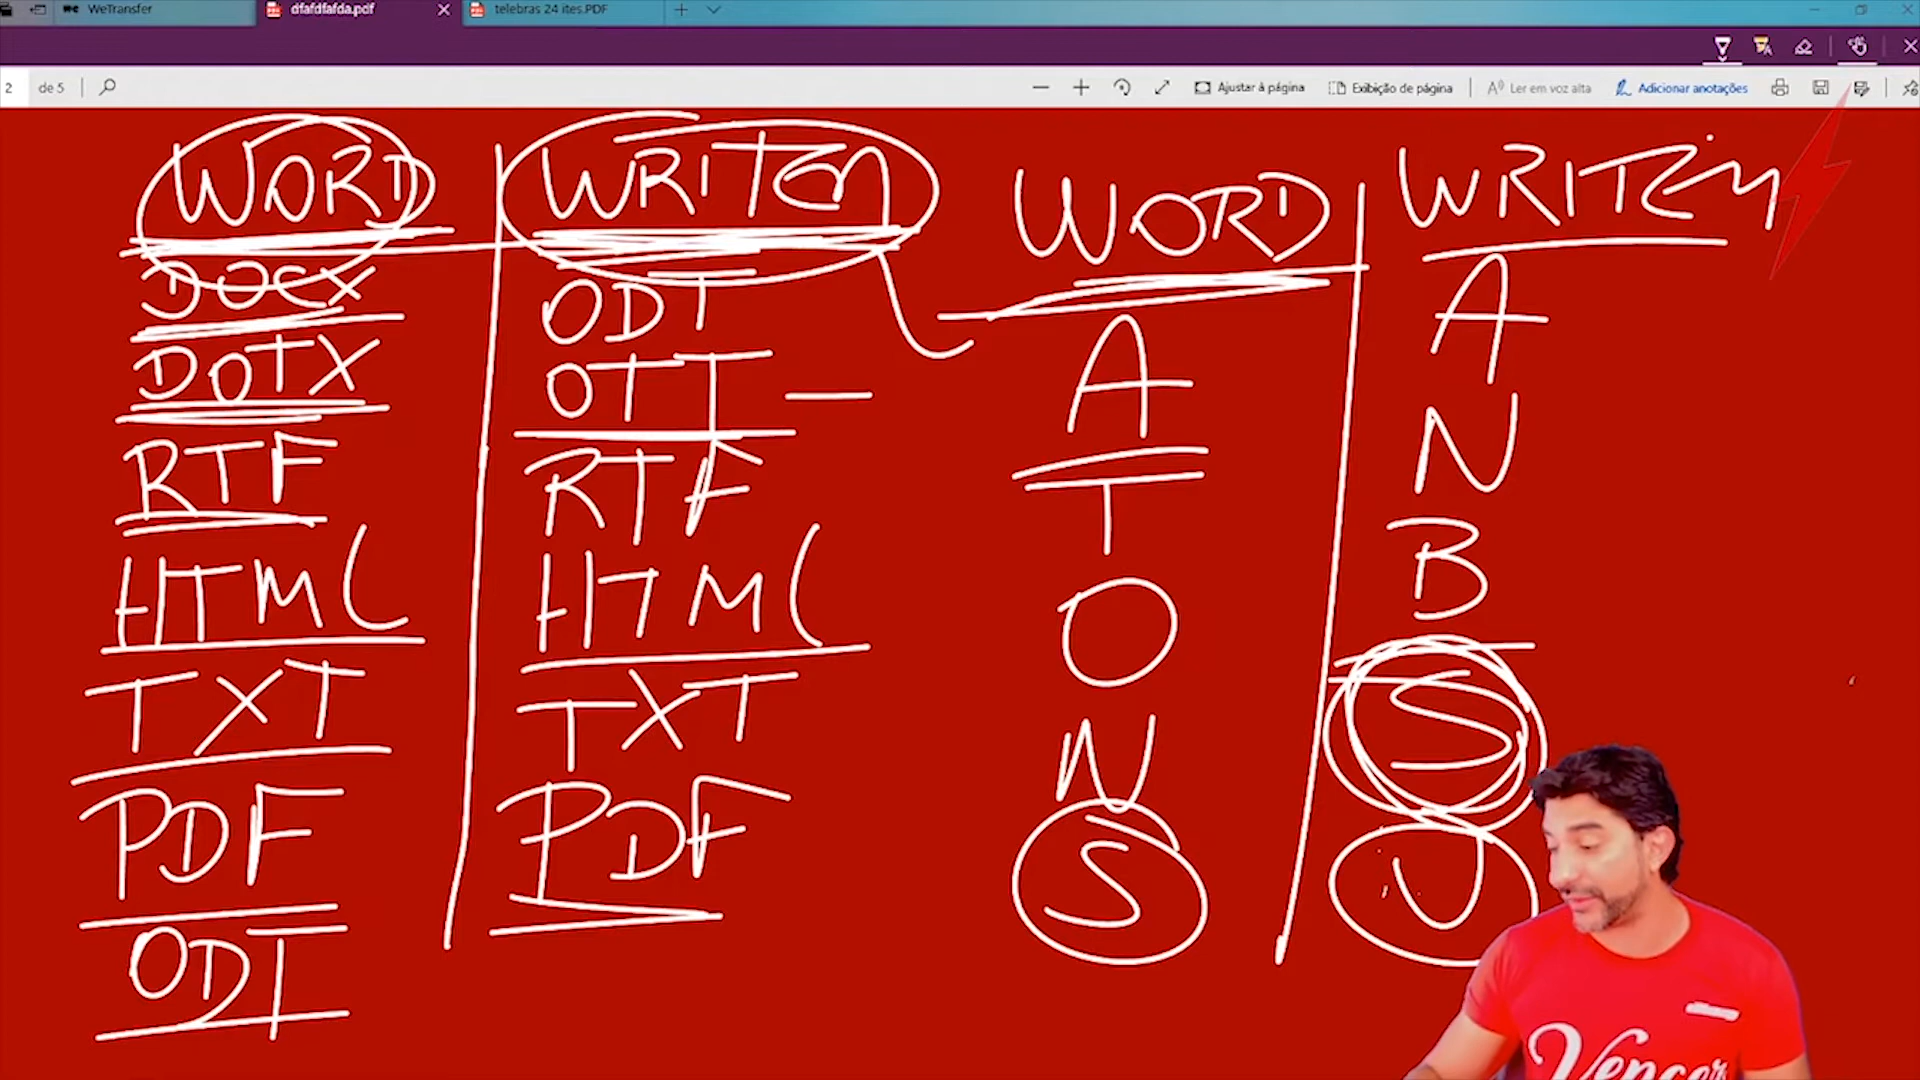 WeTransfer
dfafdfafda.pdf
telebras 24 ites.PDF
2 de 5
Ajustar à página
Exibição de página
Ler em voz alta
Adicionar anotações
WORD
DOCX
DOTX
RTF
HTML
TXT
PDF
ODT
WRITER
ODT
OTT
RTF
HTML
TXT
PDF
WORD
A
T
O
N
S
WRITER
A
N
B
S
U
Vencer